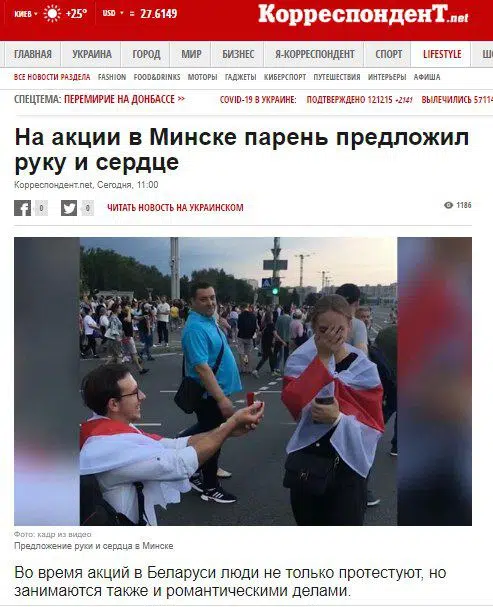 КИЕВ +25° USD = 27.6149
КорреспонденТ.net
ГЛАВНАЯ УКРАИНА ГОРОД МИР БИЗНЕС Я-КОРРЕСПОНДЕНТ СПОРТ LIFESTYLE
ВСЕ НОВОСТИ РАЗДЕЛА FASHION FOOD&DRINKS МОТОРЫ ГАДЖЕТЫ КИБЕРСПОРТ ПУТЕШЕСТВИЯ ИНТЕРЬЕРЫ АФИША
СПЕЦТЕМА: ПЕРЕМИРИЕ НА ДОНБАССЕ >> COVID-19 В УКРАИНЕ: ПОДТВЕРЖДЕНО 121215 +2141 ВЫЛЕЧИЛИСЬ 5711
На акции в Минске парень предложил
руку и сердце
Корреспондент.net, Сегодня, 11:00
0 0 ЧИТАТЬ НОВОСТЬ НА УКРАИНСКОМ 1186
Фото: кадр из видео
Предложение руки и сердца в Минске
Во время акций в Беларуси люди не только протестуют, но
занимаются также и романтическими делами.